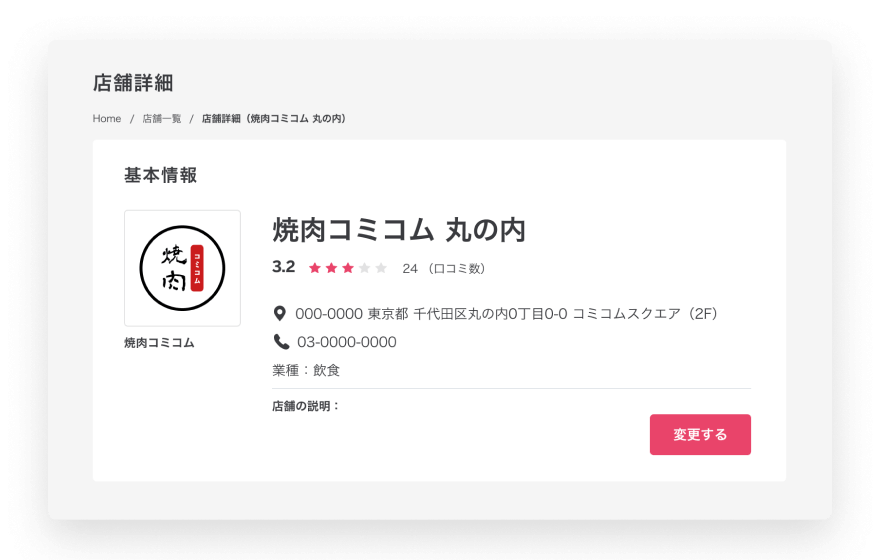 店舗詳細
Home / 店舗一覧 / 店舗詳細（焼肉コミコム 丸の内）
基本情報
焼肉
コミコム
焼肉コミコム
焼肉コミコム 丸の内
3.2 ★★★★★ 24 （口コミ数）
000-0000 東京都 千代田区丸の内0丁目0-0 コミコムスクエア（2F）
03-0000-0000
業種：飲食
店舗の説明：
変更する